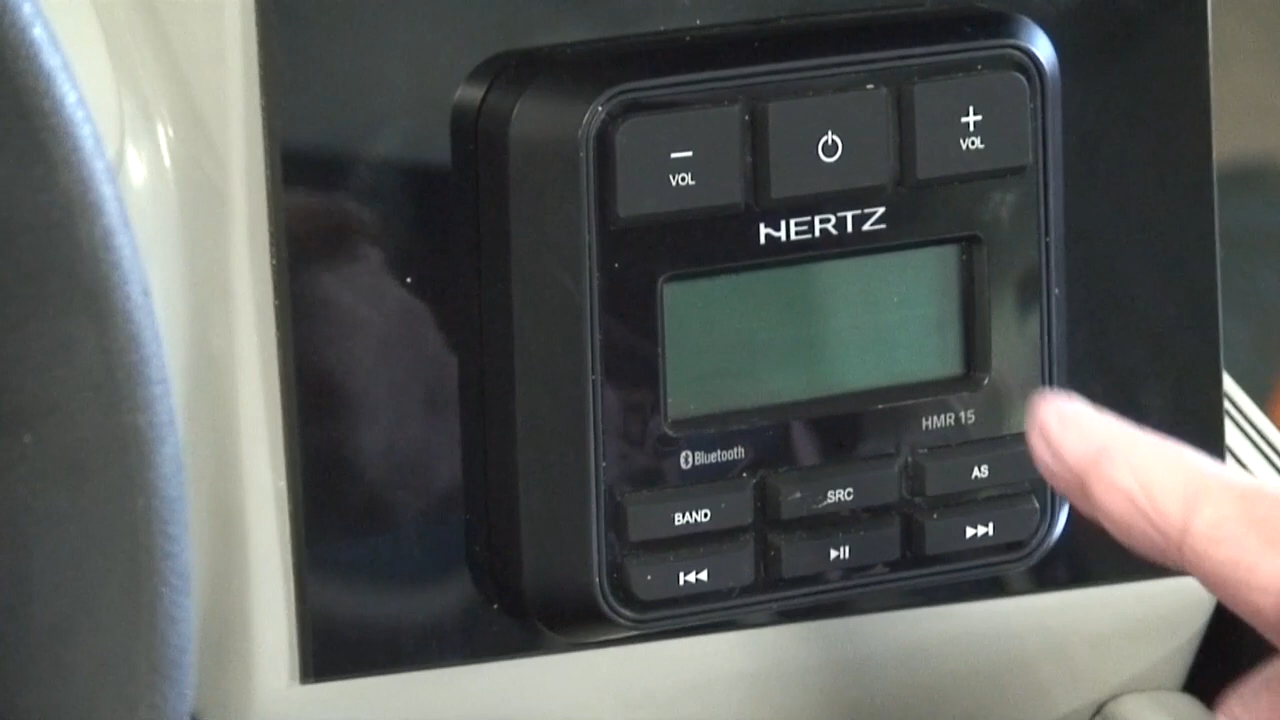 − VOL
+ VOL
HERTZ
HMR 15
Bluetooth
BAND
SRC
AS